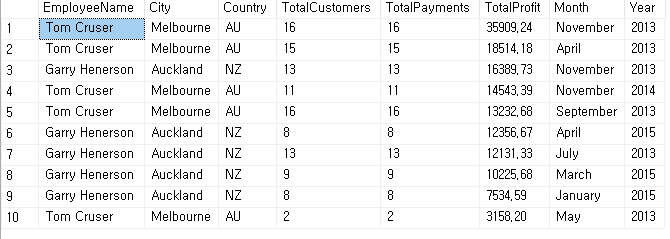 EmployeeName City Country TotalCustomers TotalPayments TotalProfit Month Year
1 Tom Cruser Melbourne AU 16 16 35909,24 November 2013
2 Tom Cruser Melbourne AU 15 15 18514,18 April 2013
3 Garry Henerson Auckland NZ 13 13 16389,73 November 2013
4 Tom Cruser Melbourne AU 11 11 14543,39 November 2014
5 Tom Cruser Melbourne AU 16 16 13232,68 September 2013
6 Garry Henerson Auckland NZ 8 8 12356,67 April 2015
7 Garry Henerson Auckland NZ 13 13 12131,33 July 2013
8 Garry Henerson Auckland NZ 9 9 10225,68 March 2015
9 Garry Henerson Auckland NZ 8 8 7534,59 January 2015
10 Tom Cruser Melbourne AU 2 2 3158,20 May 2013